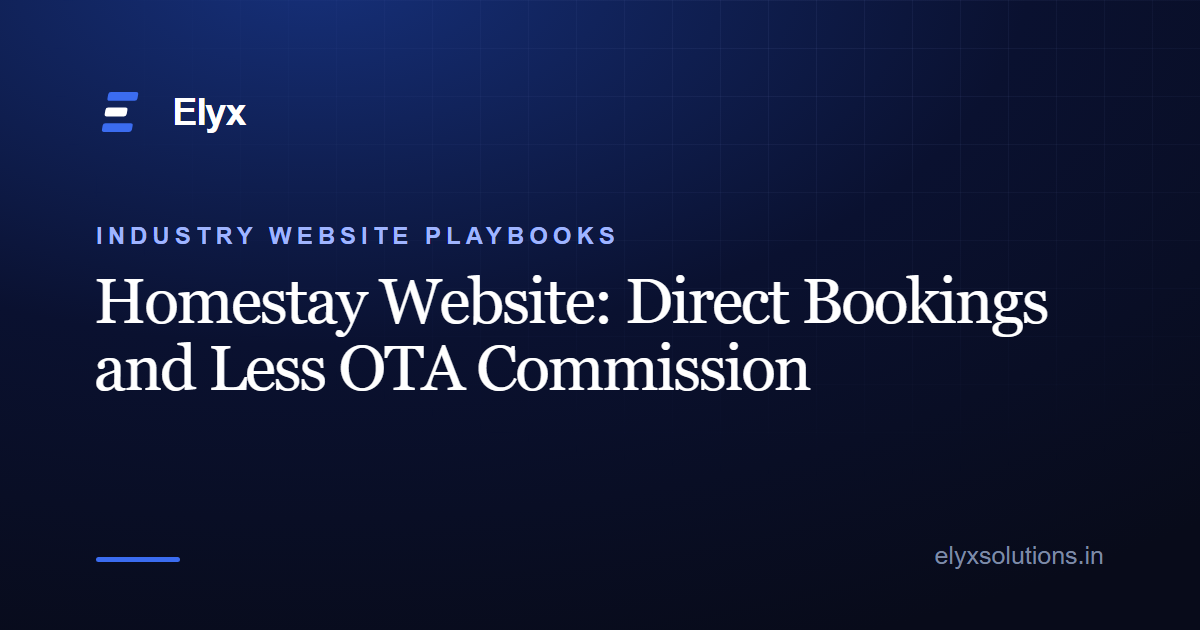 Elyx
INDUSTRY WEBSITE PLAYBOOKS
Homestay Website: Direct Bookings
and Less OTA Commission
elyxsolutions.in